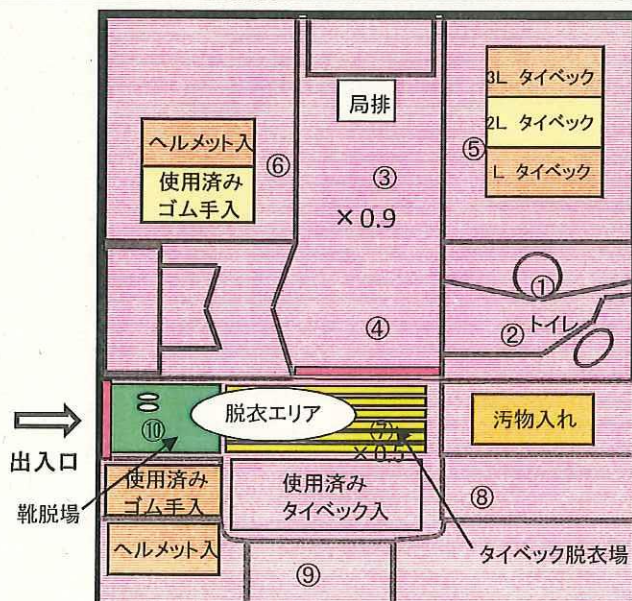 局排
3L タイベック
2L タイベック
L タイベック
ヘルメット入
使用済み
ゴム手入
⑥
③
⑤
×0.9
①
②
トイレ
④
出入口
⑩
脱衣エリア
(7)
×0.5
汚物入れ
靴脱場
使用済み
ゴム手入
使用済み
タイベック入
⑧
ヘルメット入
⑨
タイベック脱衣場